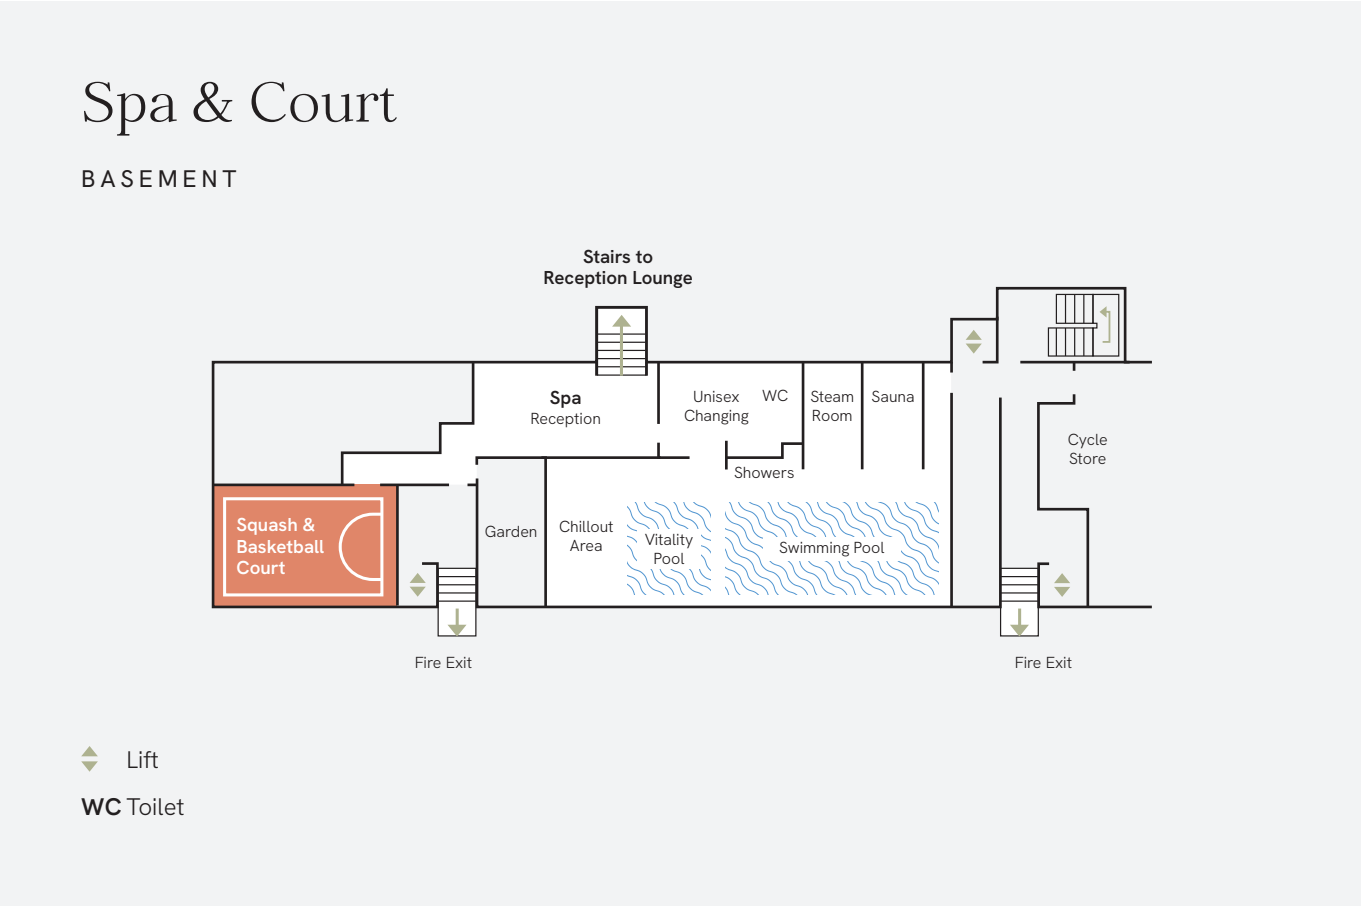 Spa & Court
BASEMENT
Stairs to
Reception Lounge
Spa
Reception
Unisex
Changing
WC
Steam
Room
Sauna
Showers
Cycle
Store
Squash &
Basketball
Court
Garden
Chillout
Area
Vitality
Pool
Swimming Pool
Fire Exit
Fire Exit
Lift
WC Toilet